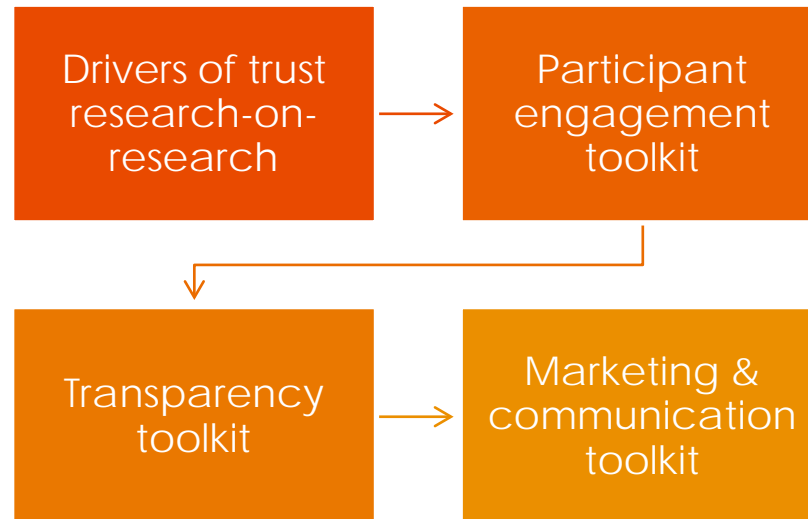 Drivers of trust
research-on-
research
Participant
engagement
toolkit
Transparency
toolkit
Marketing &
communication
toolkit